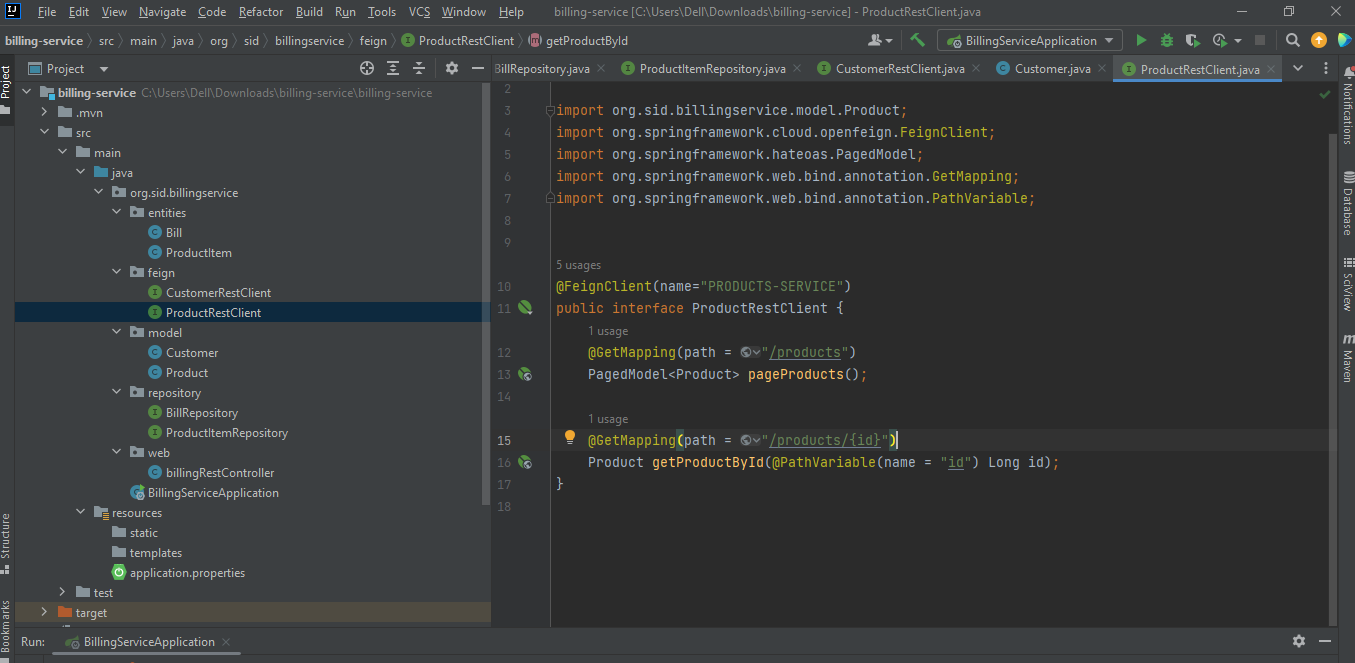 File Edit View Navigate Code Refactor Build Run Tools VCS Window Help billing-service [C:\Users\Dell\Downloads\billing-service] - ProductRestClient.java
billing-service src main java org sid billingservice feign ProductRestClient getProductById BillingServiceApplication
Project
Project
BillRepository.java ProductItemRepository.java CustomerRestClient.java Customer.java ProductRestClient.java
billing-service C:\Users\Dell\Downloads\billing-service\billing-service
.mvn
src
main
java
org.sid.billingservice
entities
Bill
ProductItem
feign
CustomerRestClient
ProductRestClient
model
Customer
Product
repository
BillRepository
ProductItemRepository
web
billingRestController
BillingServiceApplication
resources
static
templates
application.properties
test
target
2
3 import org.sid.billingservice.model.Product;
4 import org.springframework.cloud.openfeign.FeignClient;
5 import org.springframework.hateoas.PagedModel;
6 import org.springframework.web.bind.annotation.GetMapping;
7 import org.springframework.web.bind.annotation.PathVariable;
8
9
5 usages
10 @FeignClient(name="PRODUCTS-SERVICE")
11 public interface ProductRestClient {
1 usage
12 @GetMapping(path = "/products")
13 PagedModel<Product> pageProducts();
14
1 usage
15 @GetMapping(path = "/products/{id}")
16 Product getProductById(@PathVariable(name = "id") Long id);
17 }
18
Notifications
Database
SciView
m
Maven
Structure
Bookmarks
Run: BillingServiceApplication